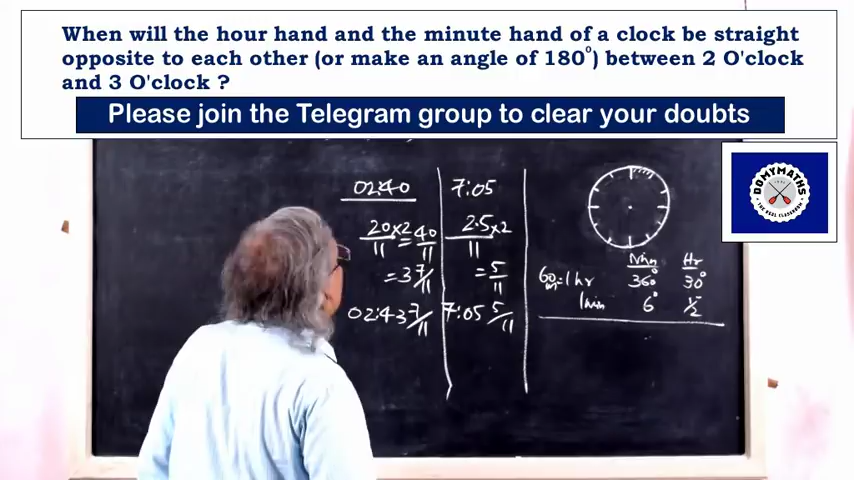 When will the hour hand and the minute hand of a clock be straight
opposite to each other (or make an angle of 180°) between 2 O'clock
and 3 O'clock ?
Please join the Telegram group to clear your doubts
DOMYMATHS
THE REAL CLASSROOM
02:40
20×2/11 = 40/11
= 3 7/11
02:43 7/11
7:05
2.5×2/11
= 5/11
7:05 5/11
Min Hr
60 = 1 hr 360° 30°
1 min 6° 1/2°